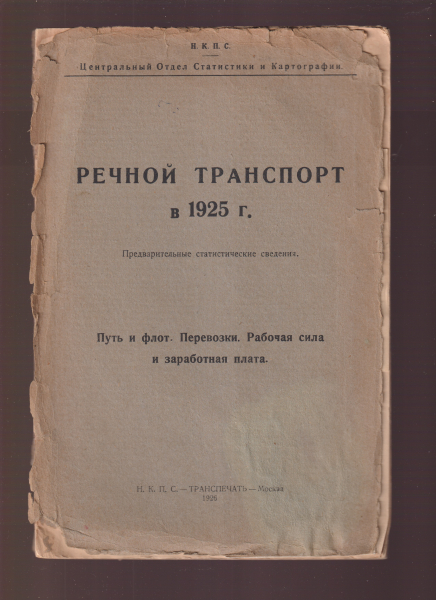 Н. К. П. С.
Центральный Отдел Статистики и Картографии
РЕЧНОЙ ТРАНСПОРТ
в 1925 г.
Предварительные статистические сведения.
Путь и флот. Перевозки. Рабочая сила
и заработная плата.
Н. К. П. С. — ТРАНСПЕЧАТЬ — Москва
1926